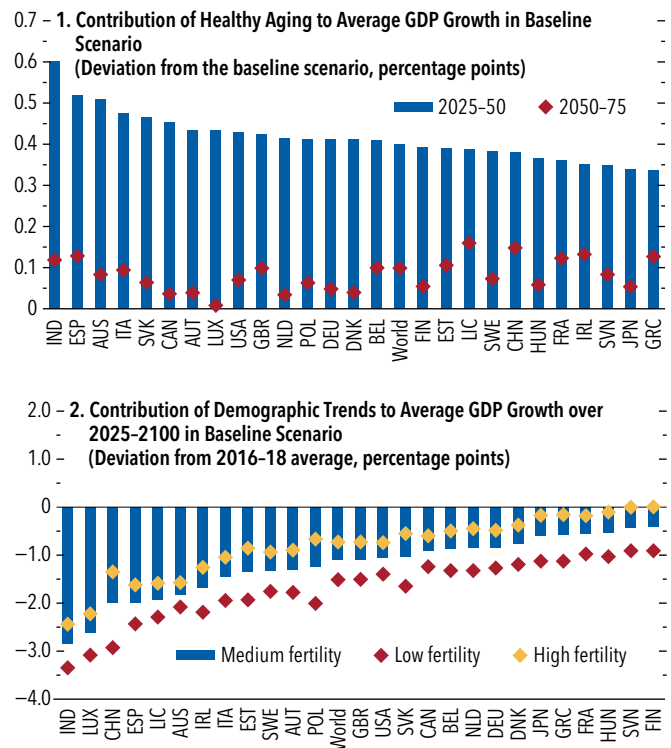 1. Contribution of Healthy Aging to Average GDP Growth in Baseline
Scenario
(Deviation from the baseline scenario, percentage points)
0.7
0.6
0.5
0.4
0.3
0.2
0.1
0
2025–50
2050–75
IND ESP AUS ITA SVK CAN AUT LUX USA GBR NLD POL DEU DNK BEL World FIN EST LIC SWE CHN HUN FRA IRL SVN JPN GRC
2. Contribution of Demographic Trends to Average GDP Growth over
2025–2100 in Baseline Scenario
(Deviation from 2016–18 average, percentage points)
2.0
1.0
0
−1.0
−2.0
−3.0
−4.0
Medium fertility
Low fertility
High fertility
IND LUX CHN ESP LIC AUS IRL ITA EST SWE AUT POL World GBR USA SVK CAN BEL NLD DEU DNK JPN GRC FRA HUN SVN FIN